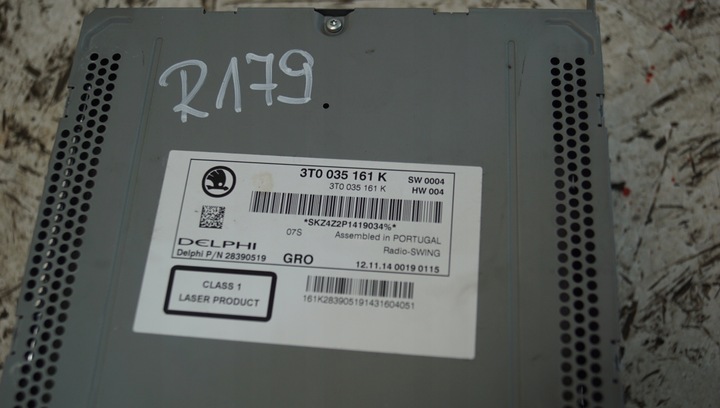 R179
3T0 035 161 K SW 0004
3T0 035 161 K HW 004
*SKZ4Z2P1419034%*
07S Assembled in PORTUGAL
DELPHI Radio-SWING
Delphi P/N 28390519 GRO 12.11.14 0019 0115
CLASS 1
LASER PRODUCT
161K283905191431604051